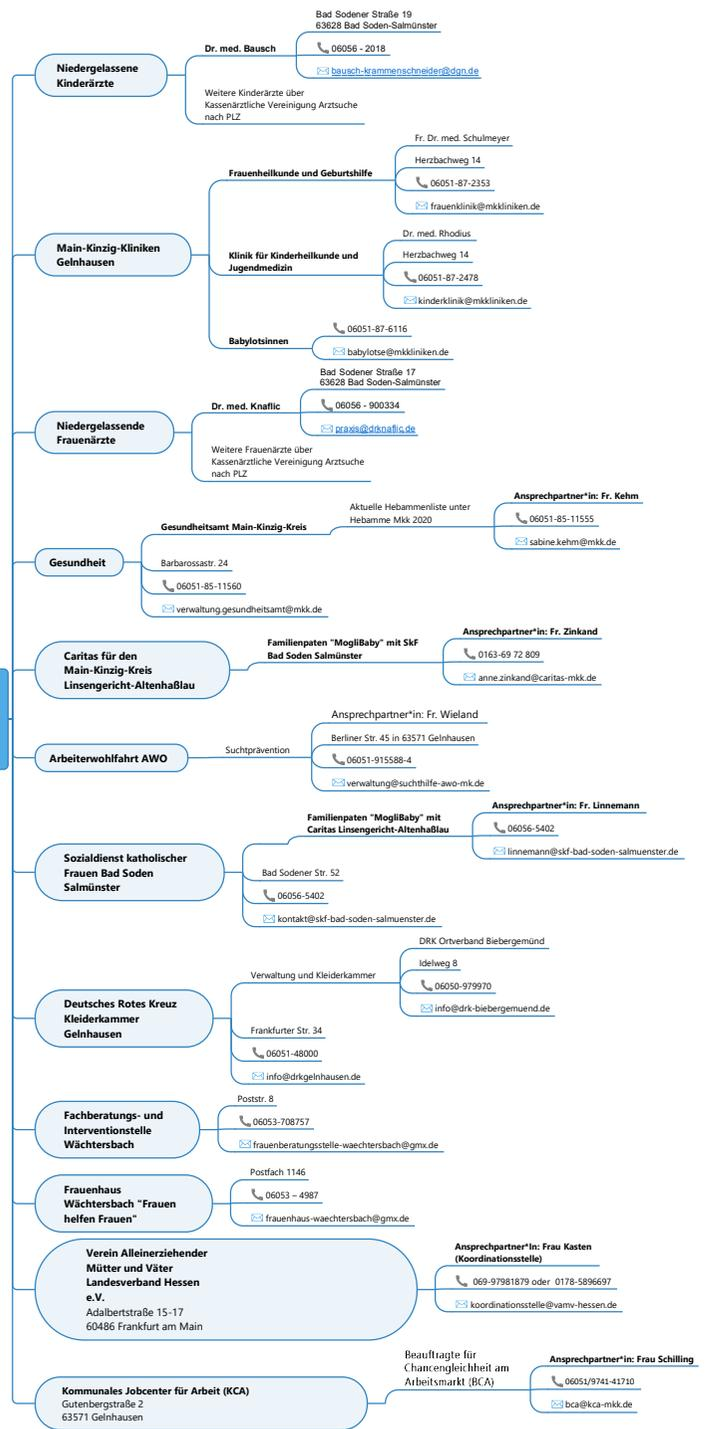 Niedergelassene
Kinderärzte
Dr. med. Bausch
Bad Sodener Straße 19
63628 Bad Soden-Salmünster
06056 - 2018
bausch-krammenschneider@dgn.de
Weitere Kinderärzte über
Kassenärztliche Vereinigung Arztsuche
nach PLZ
Main-Kinzig-Kliniken
Gelnhausen
Frauenheilkunde und Geburtshilfe
Fr. Dr. med. Schulmeyer
Herzbachweg 14
06051-87-2353
frauenklinik@mkkliniken.de
Klinik für Kinderheilkunde und
Jugendmedizin
Dr. med. Rhodius
Herzbachweg 14
06051-87-2478
kinderklinik@mkkliniken.de
Babylotsinnen
06051-87-6116
babylotse@mkkliniken.de
Niedergelassende
Frauenärzte
Dr. med. Knaflic
Bad Sodener Straße 17
63628 Bad Soden-Salmünster
06056 - 900334
praxis@drknaflic.de
Weitere Frauenärzte über
Kassenärztliche Vereinigung Arztsuche
nach PLZ
Gesundheit
Gesundheitsamt Main-Kinzig-Kreis
Aktuelle Hebammenliste unter
Hebamme Mkk 2020
Ansprechpartner*in: Fr. Kehm
06051-85-11555
sabine.kehm@mkk.de
Barbarossastr. 24
06051-85-11560
verwaltung.gesundheitsamt@mkk.de
Caritas für den
Main-Kinzig-Kreis
Linsengericht-Altenhaßlau
Familienpaten "MogliBaby" mit SkF
Bad Soden Salmünster
Ansprechpartner*in: Fr. Zinkand
0163-69 72 809
anne.zinkand@caritas-mkk.de
Arbeiterwohlfahrt AWO
Suchtprävention
Ansprechpartner*in: Fr. Wieland
Berliner Str. 45 in 63571 Gelnhausen
06051-915588-4
verwaltung@suchthilfe-awo-mk.de
Sozialdienst katholischer
Frauen Bad Soden
Salmünster
Familienpaten "MogliBaby" mit
Caritas Linsengericht-Altenhaßlau
Ansprechpartner*in: Fr. Linnemann
06056-5402
linnemann@skf-bad-soden-salmuenster.de
Bad Sodener Str. 52
06056-5402
kontakt@skf-bad-soden-salmuenster.de
Deutsches Rotes Kreuz
Kleiderkammer
Gelnhausen
Verwaltung und Kleiderkammer
DRK Ortverband Biebergemünd
Idelweg 8
06050-979970
info@drk-biebergemuend.de
Frankfurter Str. 34
06051-48000
info@drkgelnhausen.de
Fachberatungs- und
Interventionstelle
Wächtersbach
Poststr. 8
06053-708757
frauenberatungsstelle-waechtersbach@gmx.de
Frauenhaus
Wächtersbach "Frauen
helfen Frauen"
Postfach 1146
06053 – 4987
frauenhaus-waechtersbach@gmx.de
Verein Alleinerziehender
Mütter und Väter
Landesverband Hessen
e.V.
Adalbertstraße 15-17
60486 Frankfurt am Main
Ansprechpartner*In: Frau Kasten
(Koordinationsstelle)
069-97981879 oder 0178-5896697
koordinationsstelle@vamv-hessen.de
Kommunales Jobcenter für Arbeit (KCA)
Gutenbergstraße 2
63571 Gelnhausen
Beauftragte für
Chancengleichheit am
Arbeitsmarkt (BCA)
Ansprechpartner*in: Frau Schilling
06051/9741-41710
bca@kca-mkk.de